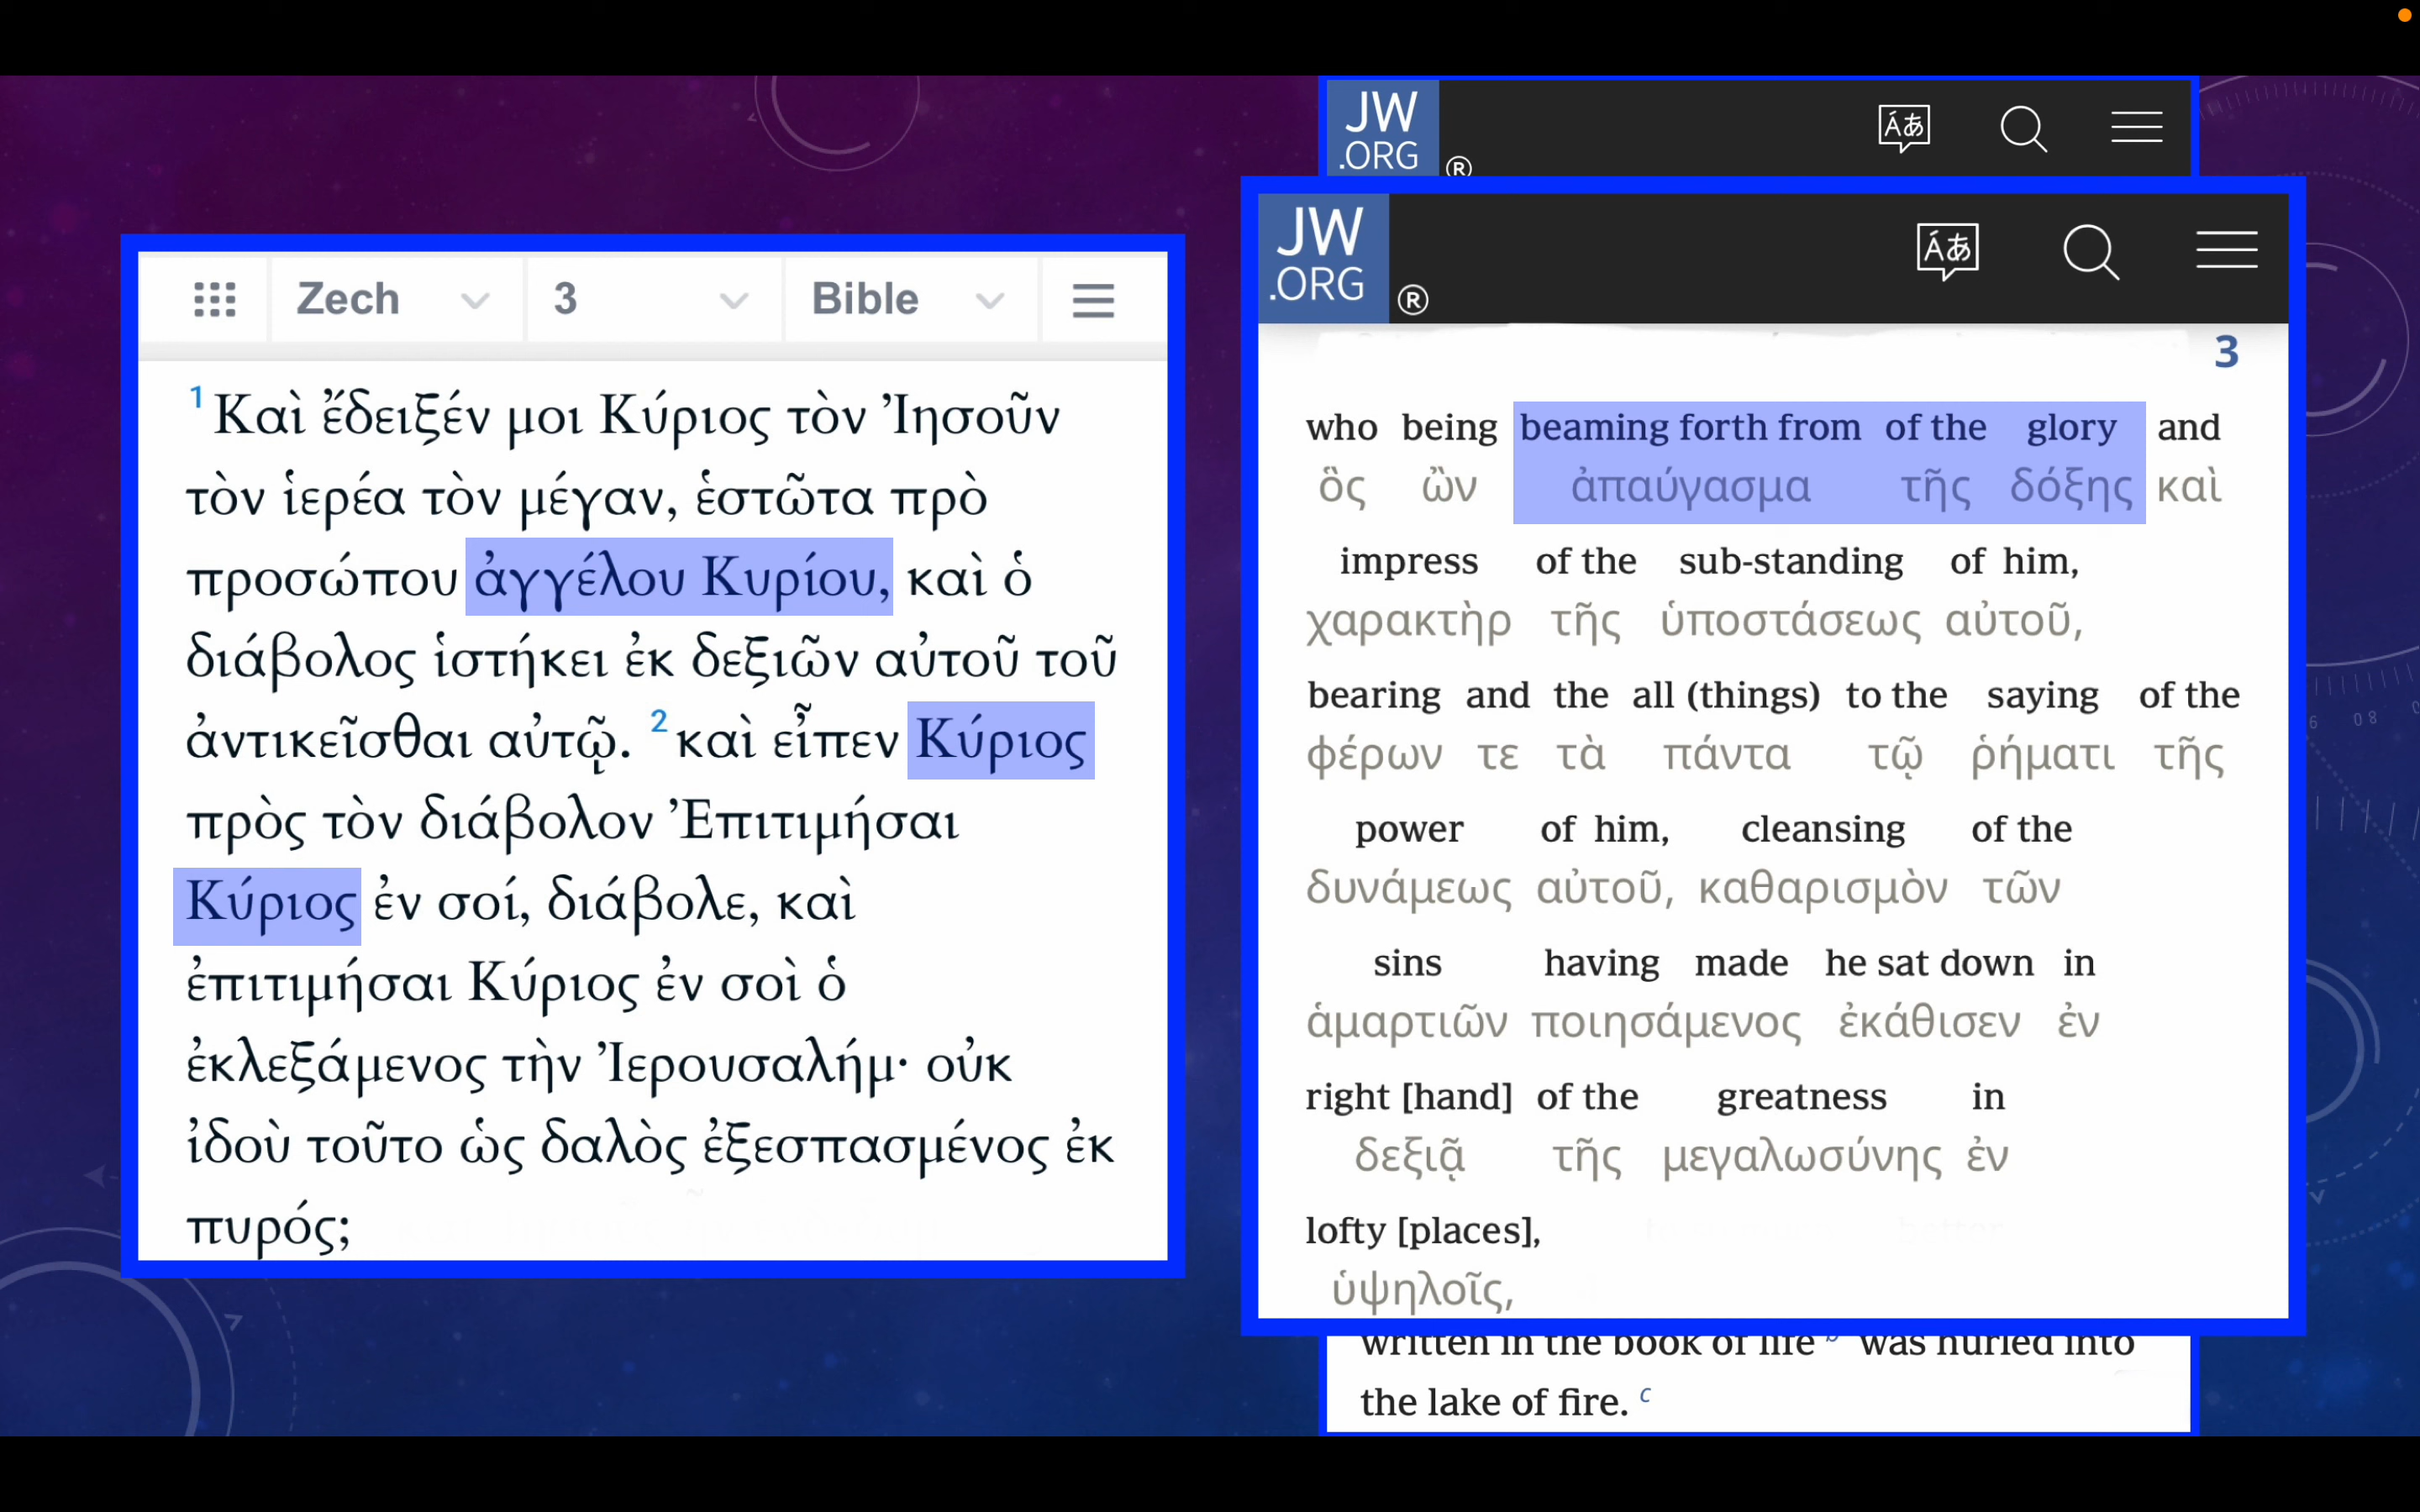 JW
.ORG
®
Áあ
JW
.ORG
®
Áあ
Zech
3
Bible
1 Καὶ ἔδειξέν μοι Κύριος τὸν Ἰησοῦν
τὸν ἱερέα τὸν μέγαν, ἑστῶτα πρὸ
προσώπου ἀγγέλου Κυρίου, καὶ ὁ
διάβολος ἱστήκει ἐκ δεξιῶν αὐτοῦ τοῦ
ἀντικεῖσθαι αὐτῷ. 2 καὶ εἶπεν Κύριος
πρὸς τὸν διάβολον Ἐπιτιμήσαι
Κύριος ἐν σοί, διάβολε, καὶ
ἐπιτιμήσαι Κύριος ἐν σοὶ ὁ
ἐκλεξάμενος τὴν Ἰερουσαλήμ· οὐκ
ἰδοὺ τοῦτο ὡς δαλὸς ἐξεσπασμένος ἐκ
πυρός;
3
who being beaming forth from of the glory and
ὃς ὢν ἀπαύγασμα τῆς δόξης καὶ
impress of the sub-standing of him,
χαρακτὴρ τῆς ὑποστάσεως αὐτοῦ,
bearing and the all (things) to the saying of the
φέρων τε τὰ πάντα τῷ ῥήματι τῆς
power of him, cleansing of the
δυνάμεως αὐτοῦ, καθαρισμὸν τῶν
sins having made he sat down in
ἁμαρτιῶν ποιησάμενος ἐκάθισεν ἐν
right [hand] of the greatness in
δεξιᾷ τῆς μεγαλωσύνης ἐν
lofty [places],
ὑψηλοῖς,
written in the book of life b was hurled into
the lake of fire. c